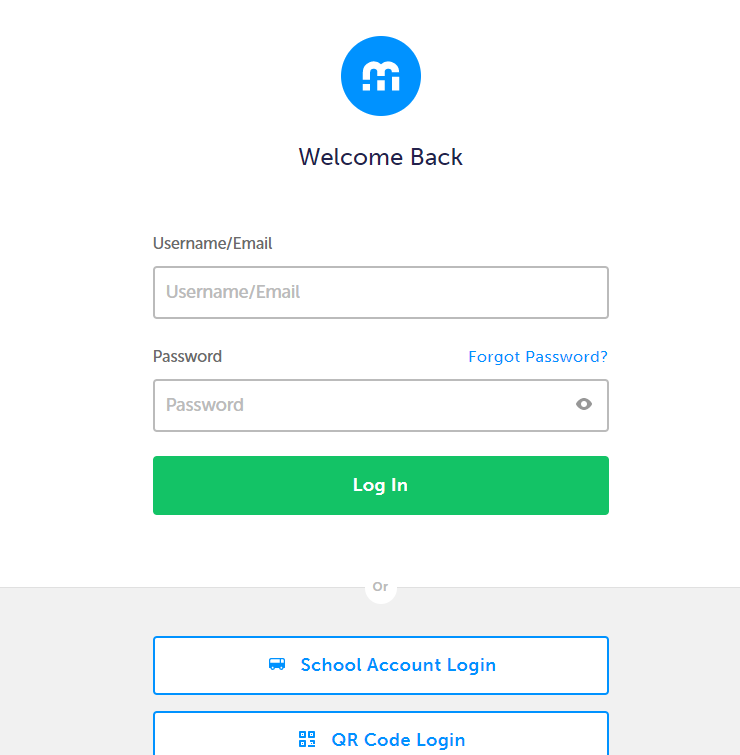 Welcome Back
Username/Email
Username/Email
Password Forgot Password?
Password
Log In
Or
School Account Login
QR Code Login